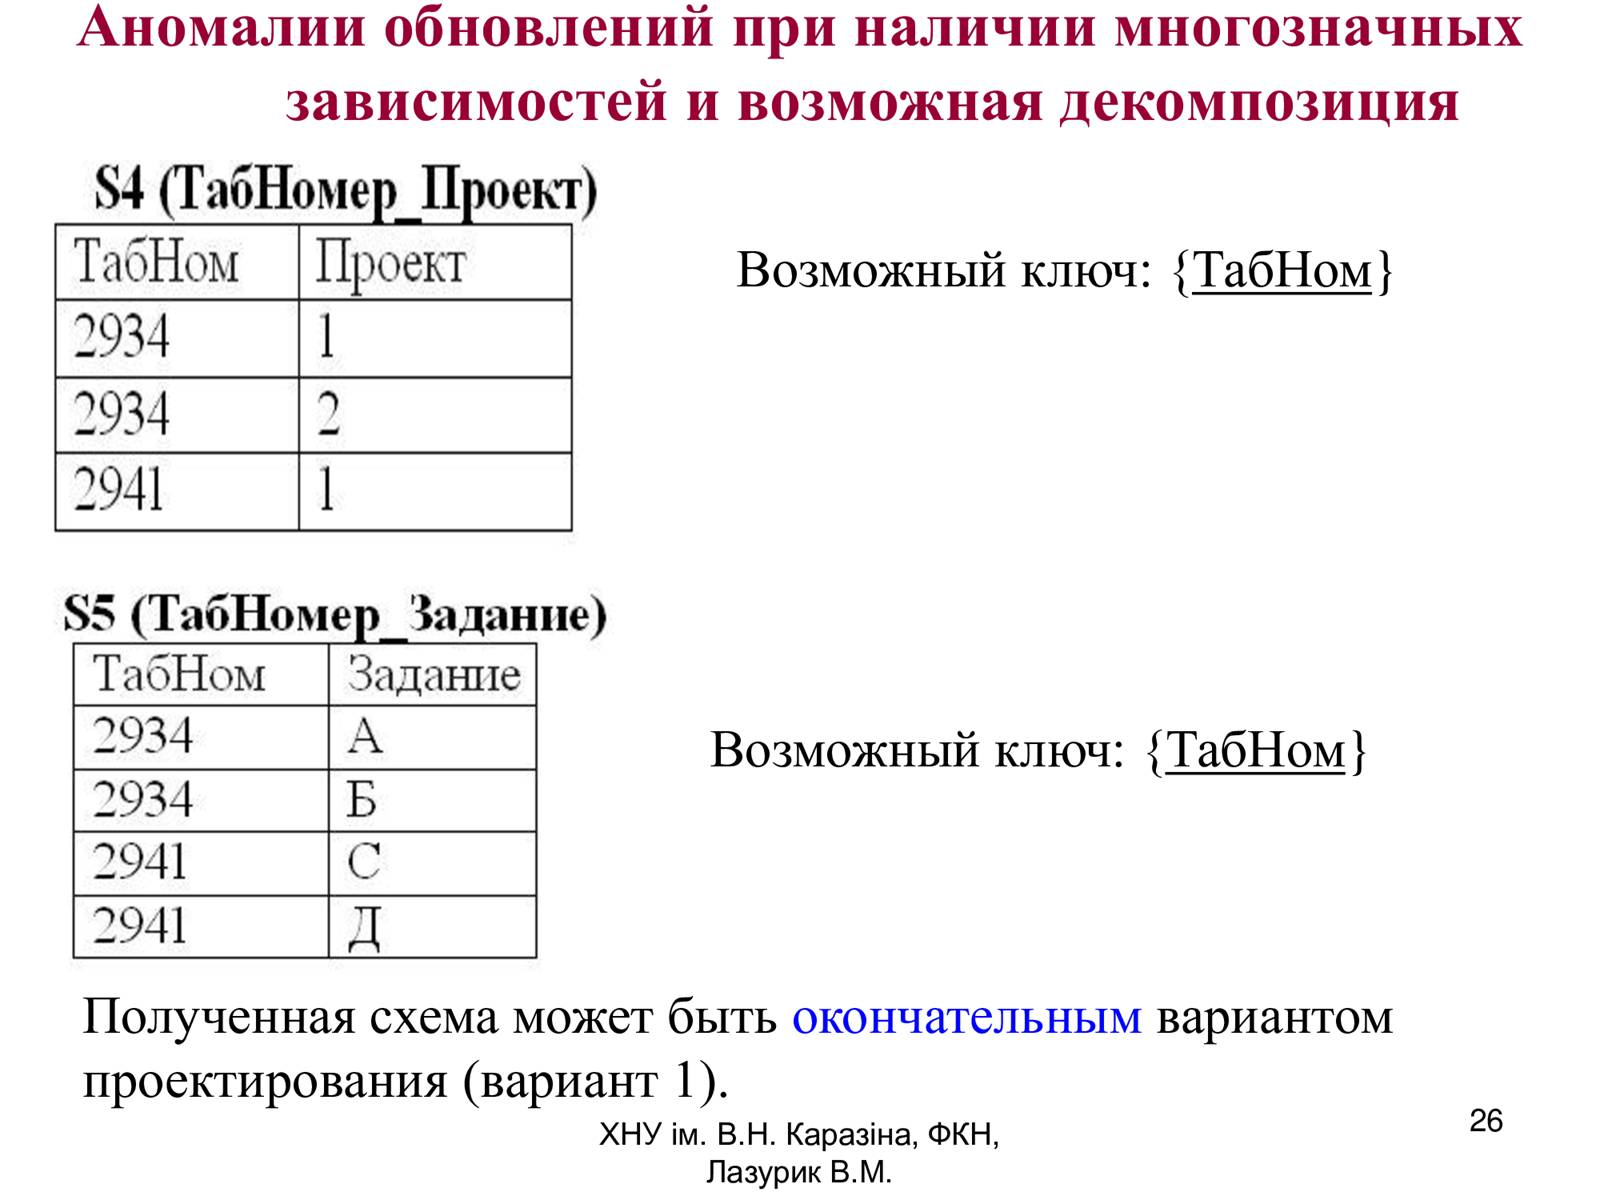 Аномалии обновлений при наличии многозначных
зависимостей и возможная декомпозиция
S4 (ТабНомер_Проект)
ТабНом Проект
2934 1
2934 2
2941 1
Возможный ключ: {ТабНом}
S5 (ТабНомер_Задание)
ТабНом Задание
2934 А
2934 Б
2941 С
2941 Д
Возможный ключ: {ТабНом}
Полученная схема может быть окончательным вариантом
проектирования (вариант 1).
ХНУ ім. В.Н. Каразіна, ФКН,
Лазурик В.М.
26